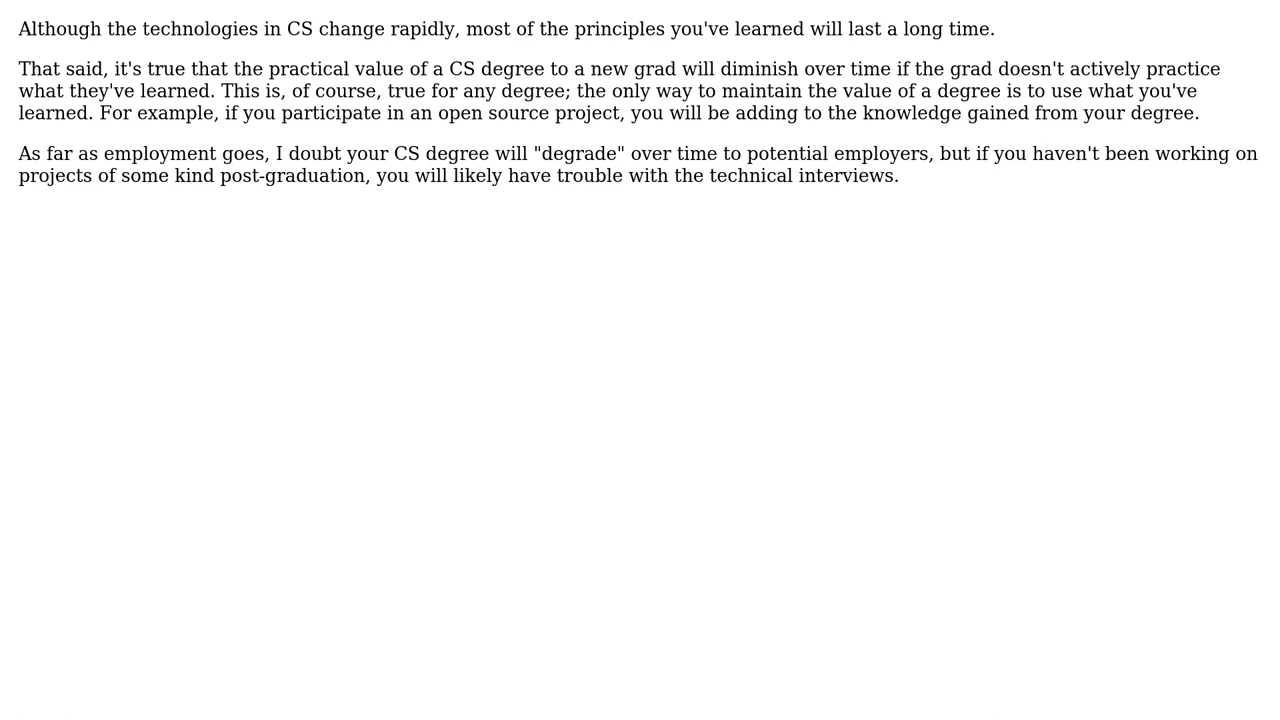 Although the technologies in CS change rapidly, most of the principles you've learned will last a long time.
That said, it's true that the practical value of a CS degree to a new grad will diminish over time if the grad doesn't actively practice
what they've learned. This is, of course, true for any degree; the only way to maintain the value of a degree is to use what you've
learned. For example, if you participate in an open source project, you will be adding to the knowledge gained from your degree.
As far as employment goes, I doubt your CS degree will "degrade" over time to potential employers, but if you haven't been working on
projects of some kind post-graduation, you will likely have trouble with the technical interviews.